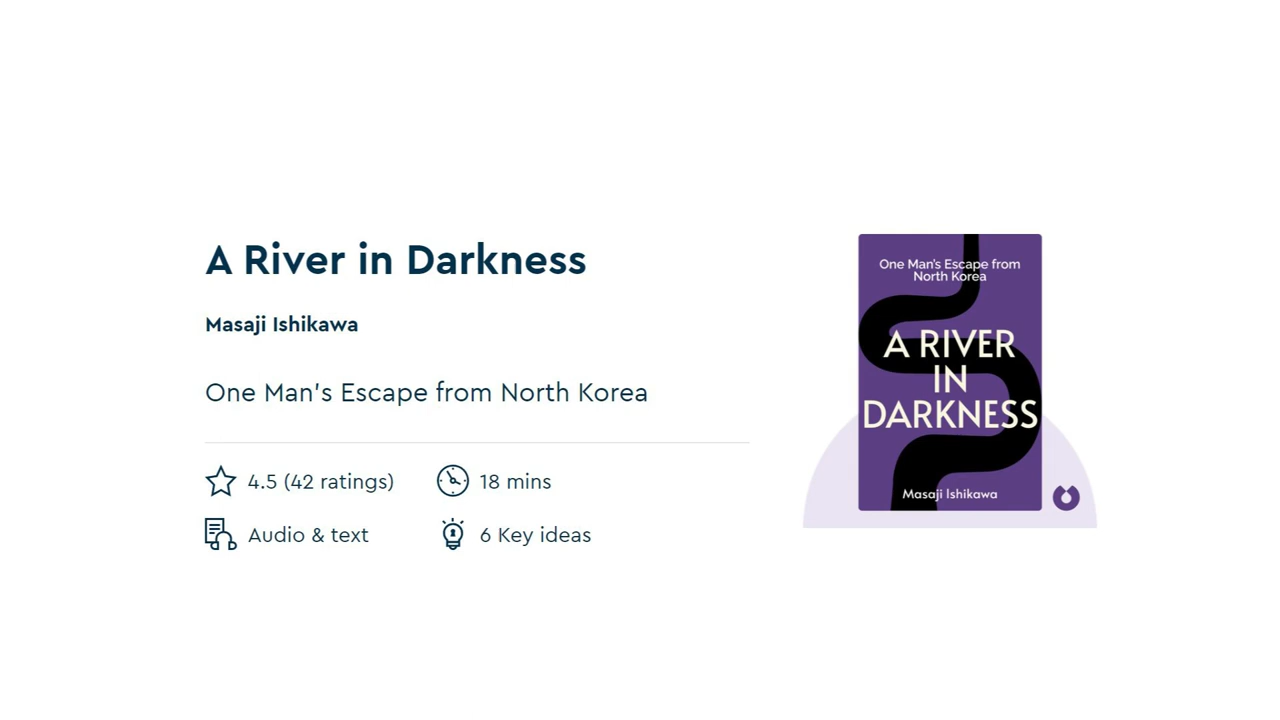 A River in Darkness
Masaji Ishikawa
One Man's Escape from North Korea
4.5 (42 ratings)
18 mins
Audio & text
6 Key ideas
One Man's Escape from
North Korea
A RIVER
IN
DARKNESS
Masaji Ishikawa